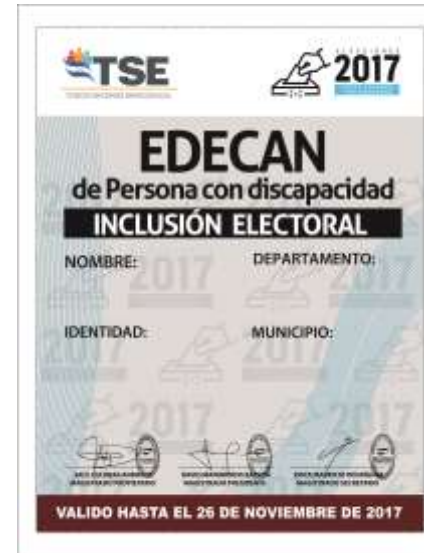 TSE
ELECCIONES
2017
EDECAN
de Persona con discapacidad
INCLUSIÓN ELECTORAL
NOMBRE:
DEPARTAMENTO:
IDENTIDAD:
MUNICIPIO:
VALIDO HASTA EL 26 DE NOVIEMBRE DE 2017